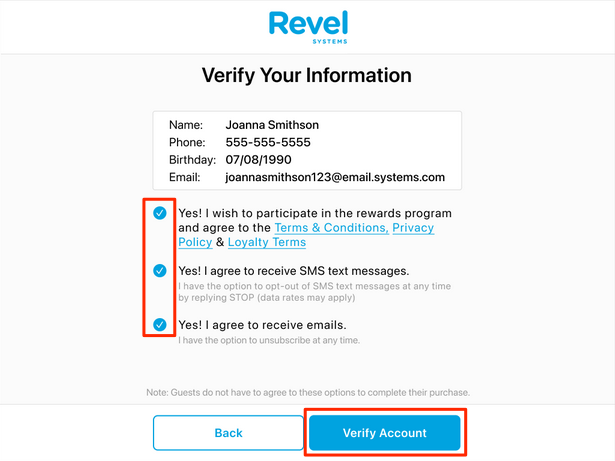 Revel
SYSTEMS
Verify Your Information
Name: Joanna Smithson
Phone: 555-555-5555
Birthday: 07/08/1990
Email: joannasmithson123@email.systems.com
Yes! I wish to participate in the rewards program
and agree to the Terms & Conditions, Privacy
Policy & Loyalty Terms
Yes! I agree to receive SMS text messages.
I have the option to opt-out of SMS text messages at any time
by replying STOP (data rates may apply)
Yes! I agree to receive emails.
I have the option to unsubscribe at any time.
Note: Guests do not have to agree to these options to complete their purchase.
Back Verify Account